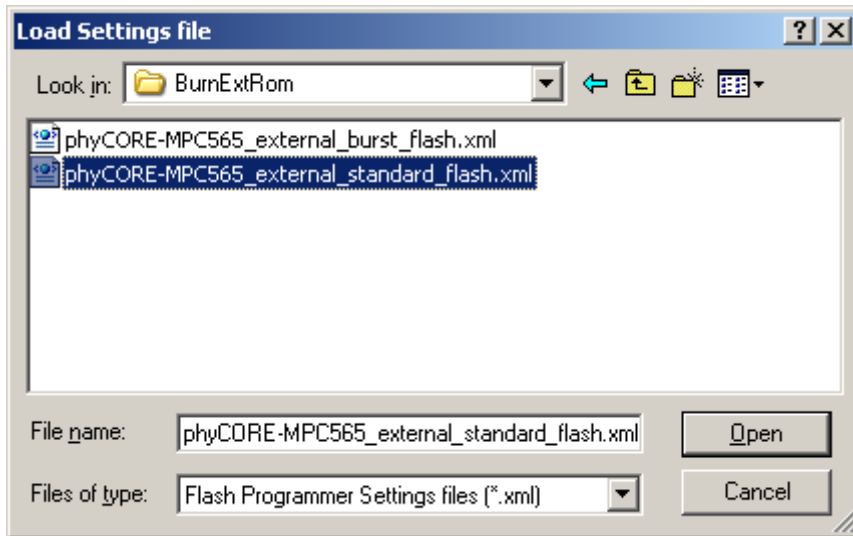 Load Settings file
Look in: BurnExtRom
phyCORE-MPC565_external_burst_flash.xml
phyCORE-MPC565_external_standard_flash.xml
File name: phyCORE-MPC565_external_standard_flash.xml Open
Files of type: Flash Programmer Settings files (*.xml) Cancel